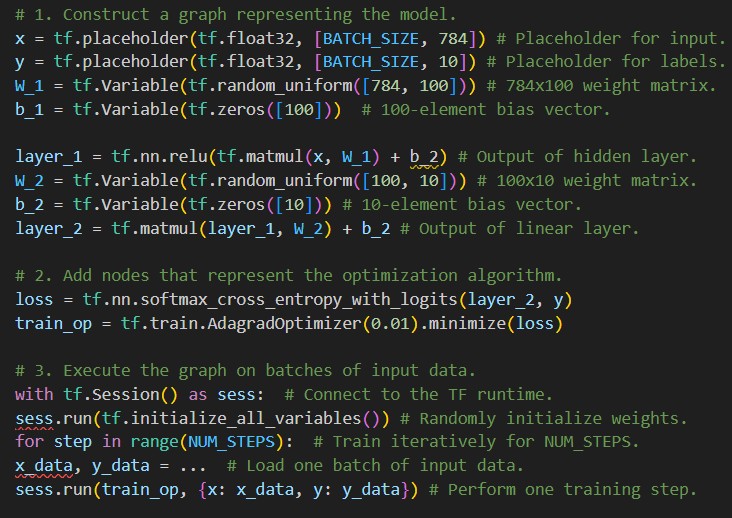 # 1. Construct a graph representing the model.
x = tf.placeholder(tf.float32, [BATCH_SIZE, 784]) # Placeholder for input.
y = tf.placeholder(tf.float32, [BATCH_SIZE, 10]) # Placeholder for labels.
W_1 = tf.Variable(tf.random_uniform([784, 100])) # 784x100 weight matrix.
b_1 = tf.Variable(tf.zeros([100]))  # 100-element bias vector.
layer_1 = tf.nn.relu(tf.matmul(x, W_1) + b_2) # Output of hidden layer.
W_2 = tf.Variable(tf.random_uniform([100, 10])) # 100x10 weight matrix.
b_2 = tf.Variable(tf.zeros([10])) # 10-element bias vector.
layer_2 = tf.matmul(layer_1, W_2) + b_2 # Output of linear layer.
# 2. Add nodes that represent the optimization algorithm.
loss = tf.nn.softmax_cross_entropy_with_logits(layer_2, y)
train_op = tf.train.AdagradOptimizer(0.01).minimize(loss)
# 3. Execute the graph on batches of input data.
with tf.Session() as sess:  # Connect to the TF runtime.
sess.run(tf.initialize_all_variables()) # Randomly initialize weights.
for step in range(NUM_STEPS):  # Train iteratively for NUM_STEPS.
x_data, y_data = ...  # Load one batch of input data.
sess.run(train_op, {x: x_data, y: y_data}) # Perform one training step.